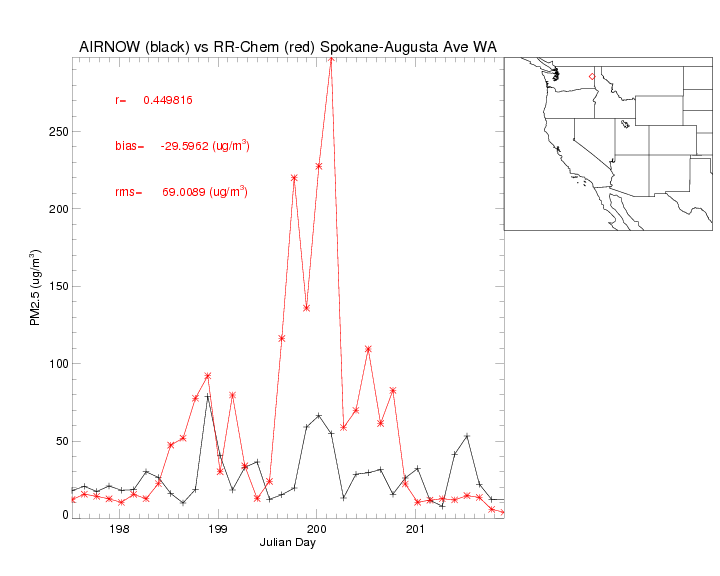 AIRNOW (black) vs RR-Chem (red) Spokane-Augusta Ave WA
r= 0.449816
bias= -29.5962 (ug/m³)
rms= 69.0089 (ug/m³)
PM2.5 (ug/m³)
250
200
150
100
50
0
198 199 200 201
Julian Day